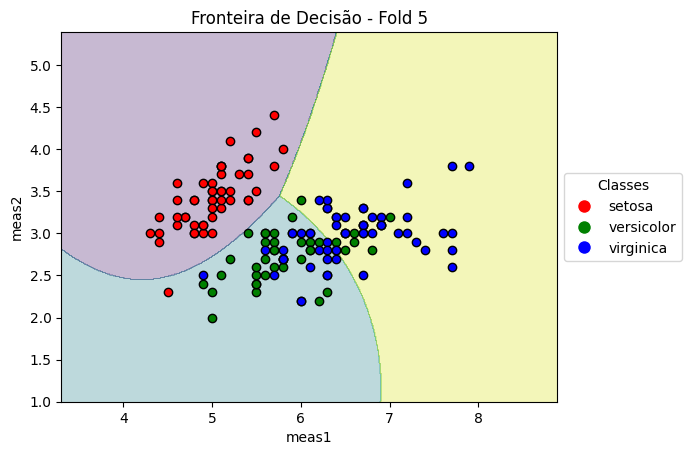 Fronteira de Decisão - Fold 5
5.0
4.5
4.0
3.5
3.0
2.5
2.0
1.5
1.0
meas2
4 5 6 7 8
meas1
Classes
setosa
versicolor
virginica